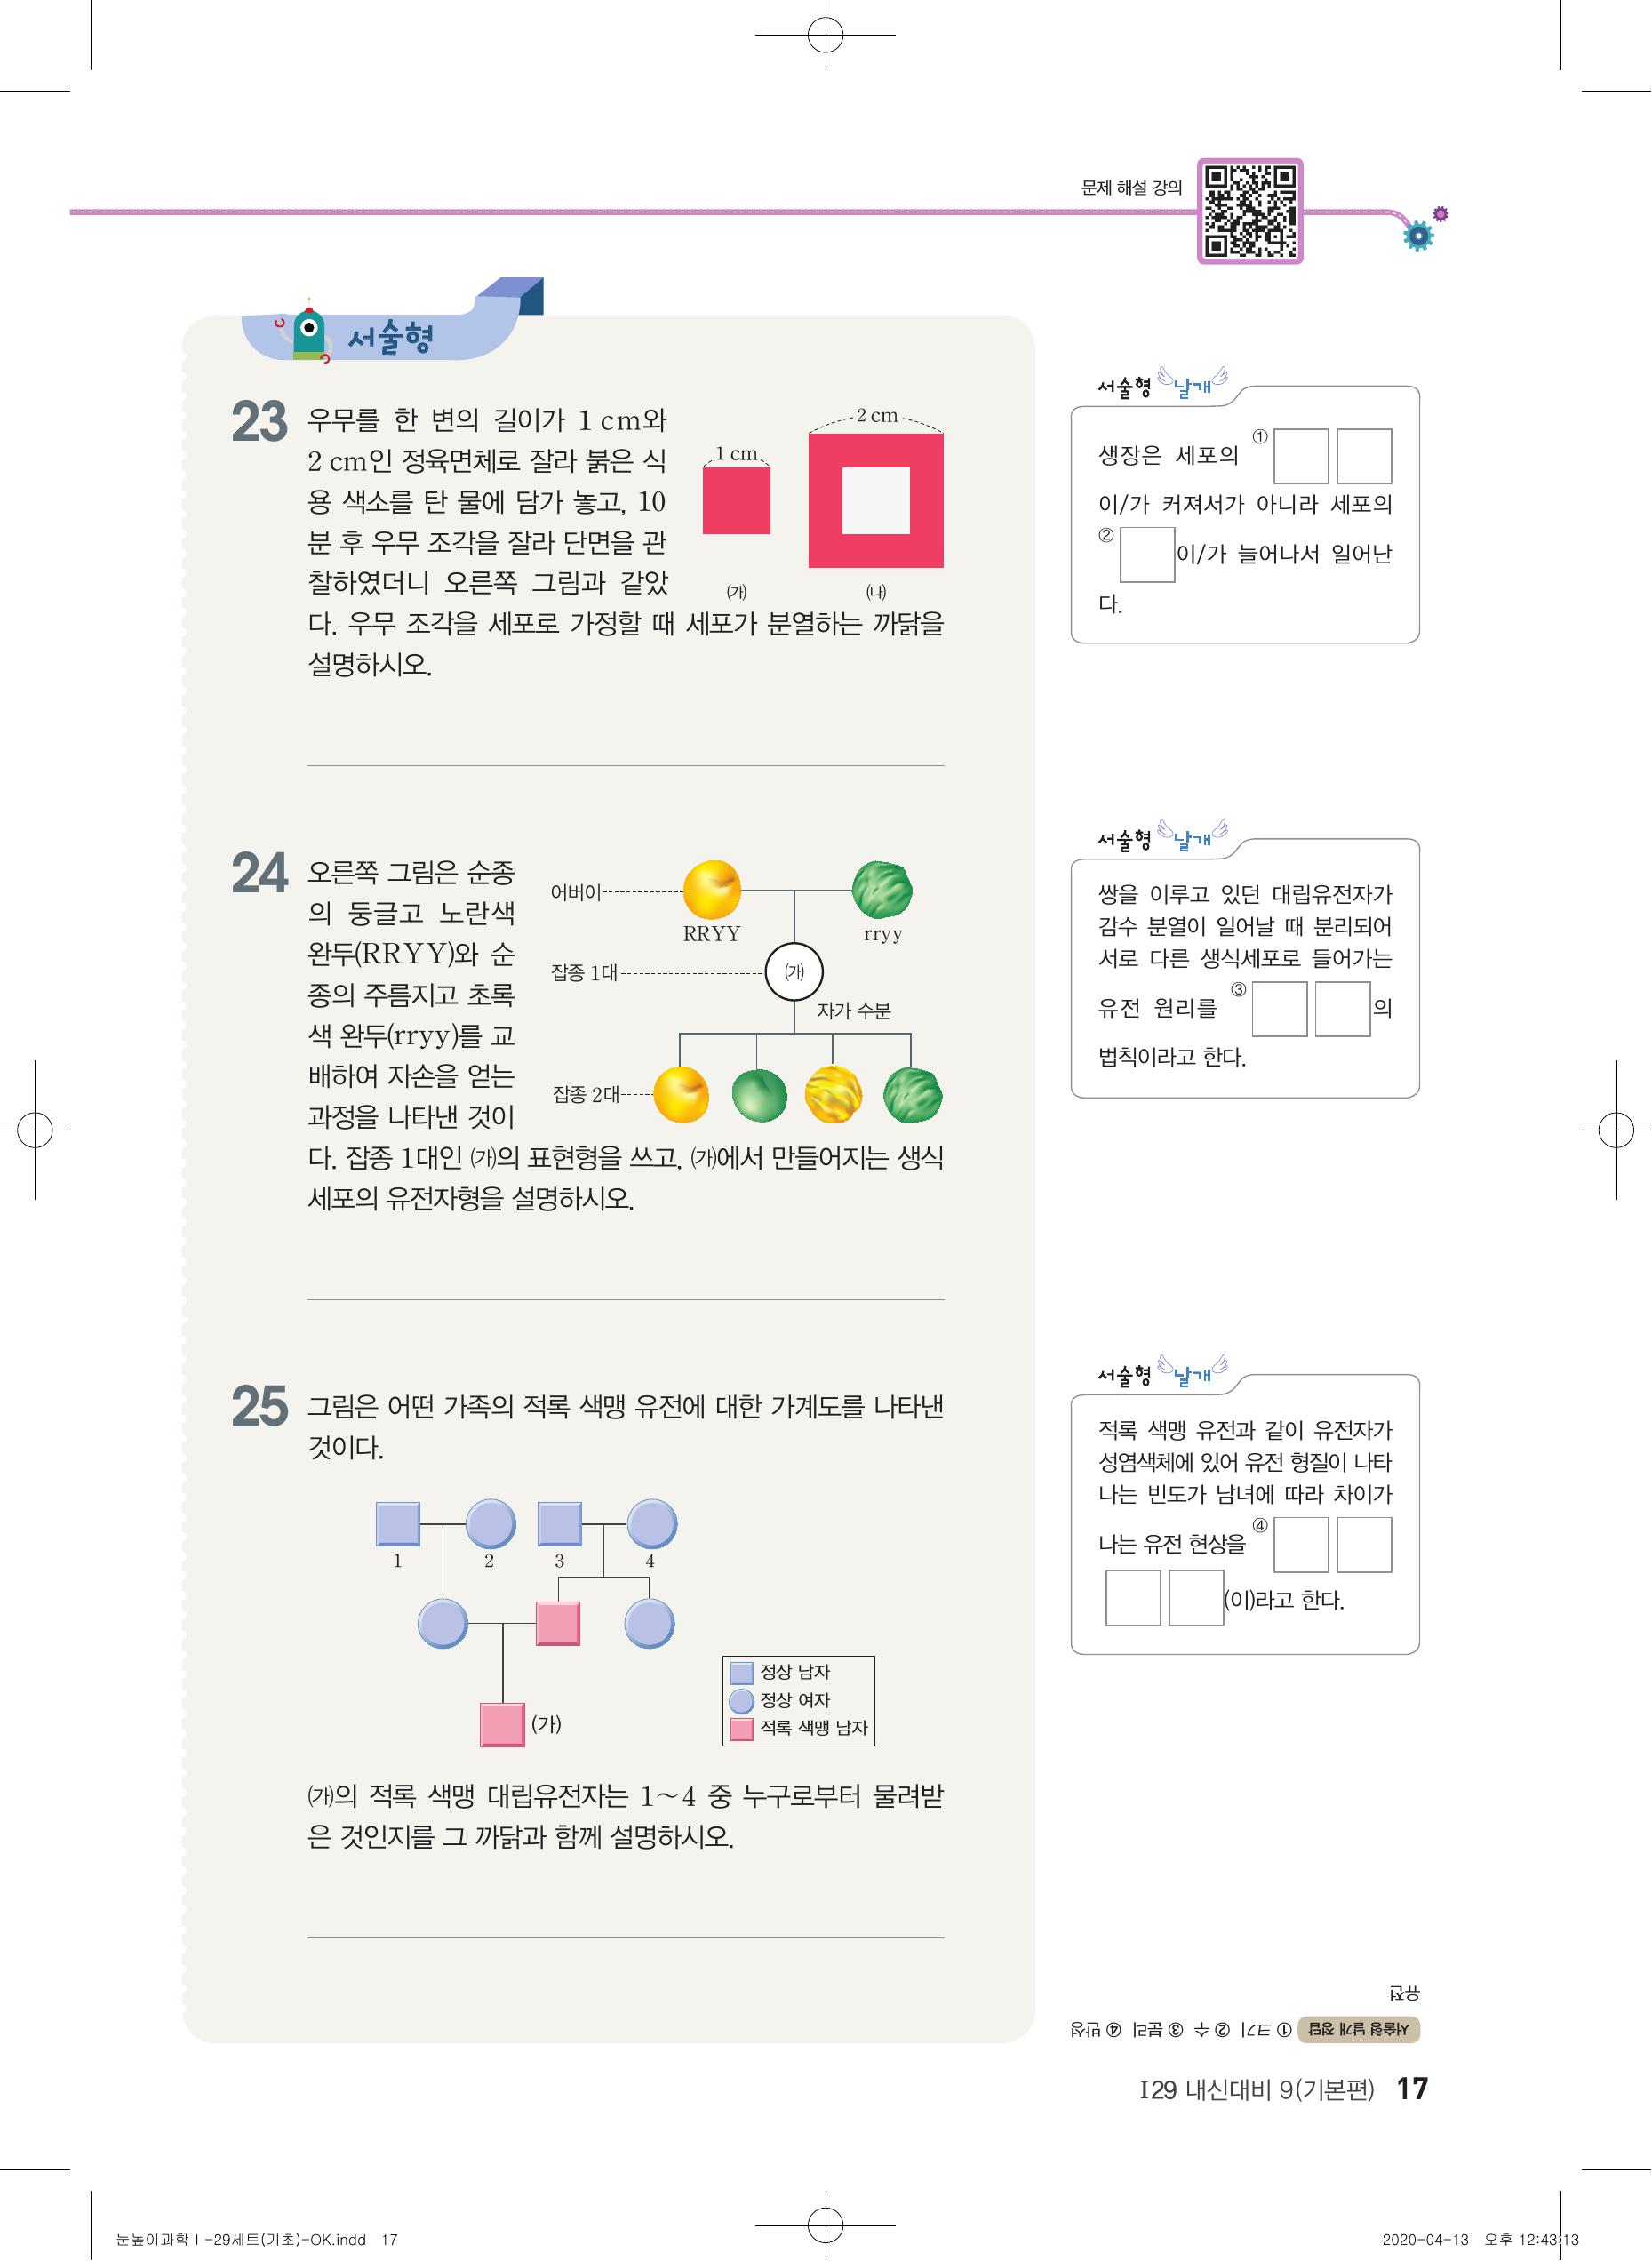 문제 해설 강의
서술형
23 우무를 한 변의 길이가 1 cm와
2 cm인 정육면체로 잘라 붉은 식
용 색소를 탄 물에 담가 놓고, 10
분 후 우무 조각을 잘라 단면을 관
찰하였더니 오른쪽 그림과 같았
다. 우무 조각을 세포로 가정할 때 세포가 분열하는 까닭을
설명하시오.
1 cm
2 cm
㈎
㈏
서술형 날개
생장은 세포의 ①
이/가 커져서가 아니라 세포의
② 이/가 늘어나서 일어난
다.
24 오른쪽 그림은 순종
의 둥글고 노란색
완두(RRYY)와 순
종의 주름지고 초록
색 완두(rryy)를 교
배하여 자손을 얻는
과정을 나타낸 것이
다. 잡종 1대인 ㈎의 표현형을 쓰고, ㈎에서 만들어지는 생식
세포의 유전자형을 설명하시오.
어버이
RRYY
rryy
잡종 1대
㈎
자가 수분
잡종 2대
서술형 날개
쌍을 이루고 있던 대립유전자가
감수 분열이 일어날 때 분리되어
서로 다른 생식세포로 들어가는
유전 원리를 ③ 의
법칙이라고 한다.
25 그림은 어떤 가족의 적록 색맹 유전에 대한 가계도를 나타낸
것이다.
1 2 3 4
(가)
정상 남자
정상 여자
적록 색맹 남자
㈎의 적록 색맹 대립유전자는 1~4 중 누구로부터 물려받
은 것인지를 그 까닭과 함께 설명하시오.
서술형 날개
적록 색맹 유전과 같이 유전자가
성염색체에 있어 유전 형질이 나타
나는 빈도가 남녀에 따라 차이가
나는 유전 현상을 ④
(이)라고 한다.
서술형 날개 정답 ① 크기 ② 수 ③ 분리 ④ 반성
유전
I29 내신대비 9(기본편) 17
눈높이과학 I -29세트(기초)-OK.indd 17
2020-04-13 오후 12:43:13